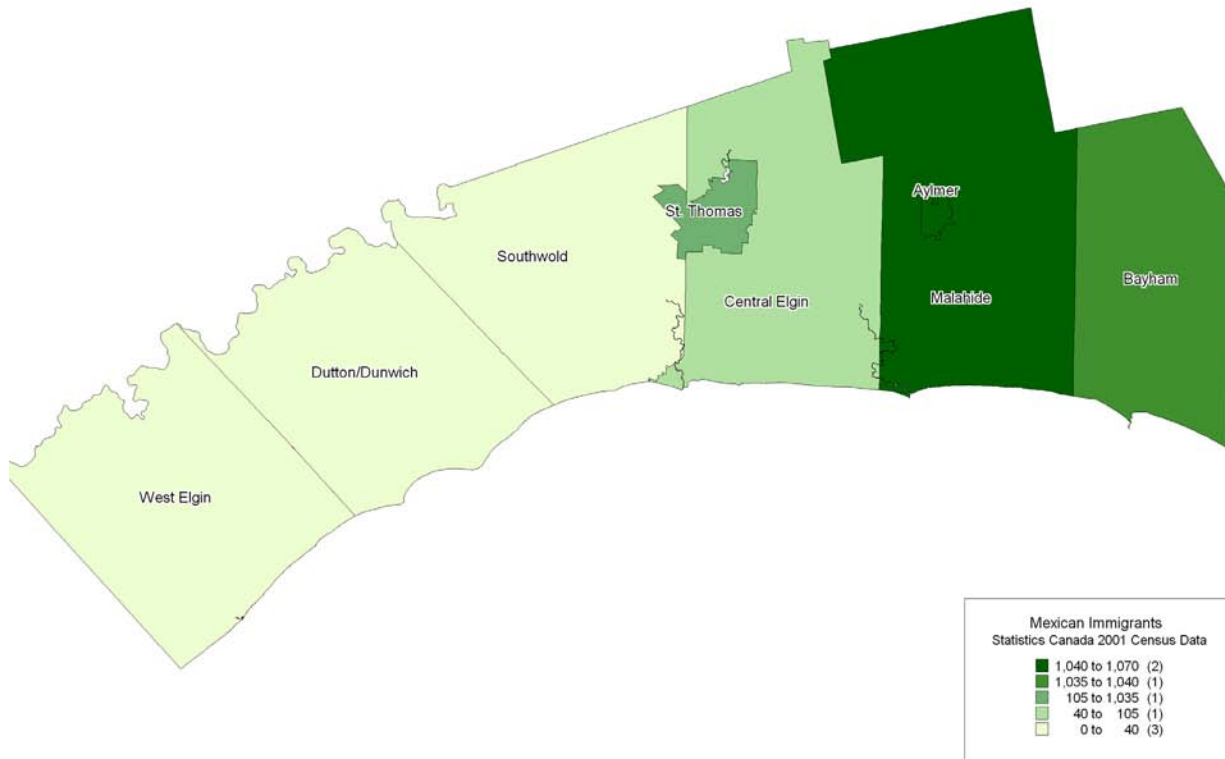 Aylmer
St. Thomas
Southwold
Bayham
Malahide
Central Elgin
Dutton/Dunwich
West Elgin
Mexican Immigrants
Statistics Canada 2001 Census Data
1,040 to 1,070 (2)
1,035 to 1,040 (1)
105 to 1,035 (1)
40 to 105 (1)
0 to 40 (3)